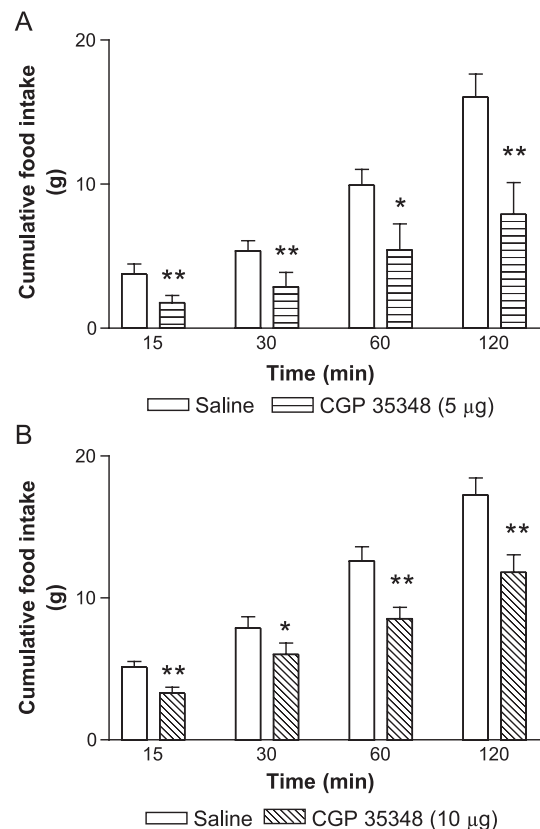 A
20
10
0
Cumulative food intake
(g)
**
**
*
**
15 30 60 120
Time (min)
Saline CGP 35348 (5 μg)
B
20
10
0
Cumulative food intake
(g)
**
*
**
**
15 30 60 120
Time (min)
Saline CGP 35348 (10 μg)